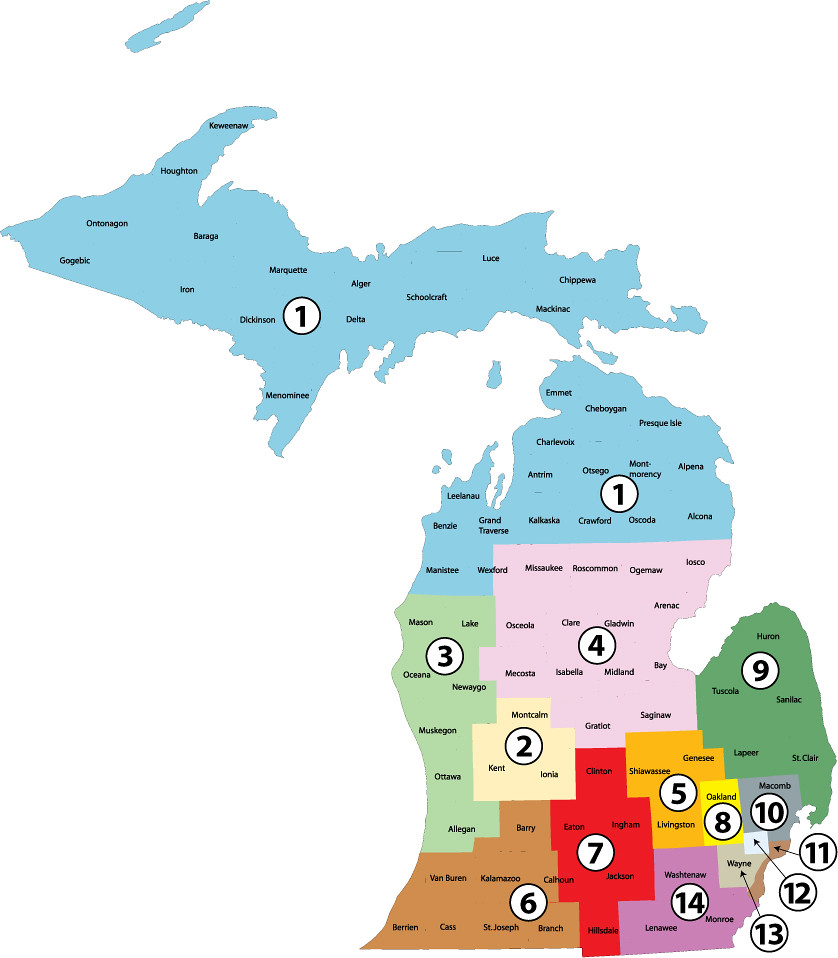 Keweenaw
Houghton
Ontonagon
Baraga
Gogebic
Luce
Marquette
Chippewa
Alger
Iron
Schoolcraft
Mackinac
Dickinson
1
Delta
Menominee
Emmet
Cheboygan
Presque Isle
Charlevoix
Antrim
Otsego
Mont-
morency
Alpena
1
Leelanau
Benzie
Grand
Traverse
Kalkaska
Crawford
Oscoda
Alcona
Manistee
Wexford
Missaukee
Roscommon
Ogemaw
Iosco
Arenac
Mason
Lake
Osceola
Clare
Gladwin
Huron
3
4
9
Oceana
Newaygo
Mecosta
Isabella
Midland
Bay
Tuscola
Sanilac
Montcalm
Saginaw
Gratiot
Muskegon
2
Kent
Ionia
Ottawa
Clinton
Shiawassee
Genesee
Lapeer
St. Clair
5
Oakland
Macomb
8
10
Livingston
Allegan
Barry
Eaton
Ingham
7
11
12
Wayne
Van Buren
Kalamazoo
Calhoun
Jackson
Washtenaw
6
14
13
Berrien
Cass
St. Joseph
Branch
Hillsdale
Lenawee
Monroe